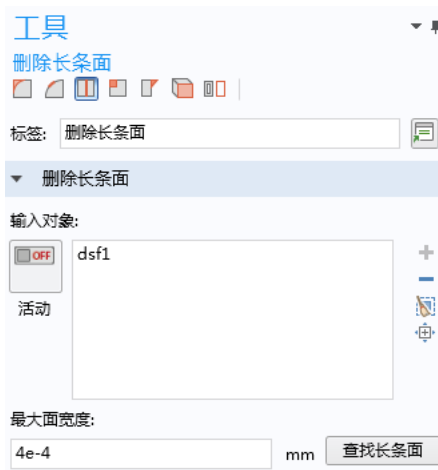 工具
删除长条面
标签: 删除长条面
删除长条面
输入对象:
OFF dsf1
活动
最大面宽度:
4e-4 mm 查找长条面